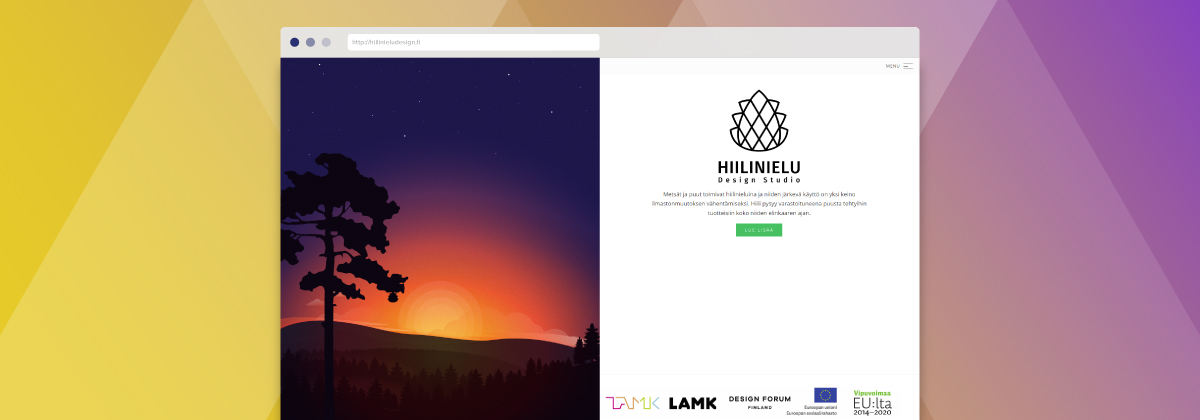 http://hiilinieludesign.fi
MENU
HIILINIELU
Design Studio
Metsät ja puut toimivat hiilinieluina ja niiden järkevä käyttö on yksi keino
ilmastonmuutoksen vähentämiseksi. Hiili pysyy varastoituneena puusta tehtyihin
tuotteisiin koko niiden elinkaaren ajan.
LUE LISÄÄ
TAMK
LAMK
DESIGN FORUM
FINLAND
Euroopan unioni
Euroopan sosiaalirahasto
Vipuvoimaa
EU:lta
2014–2020